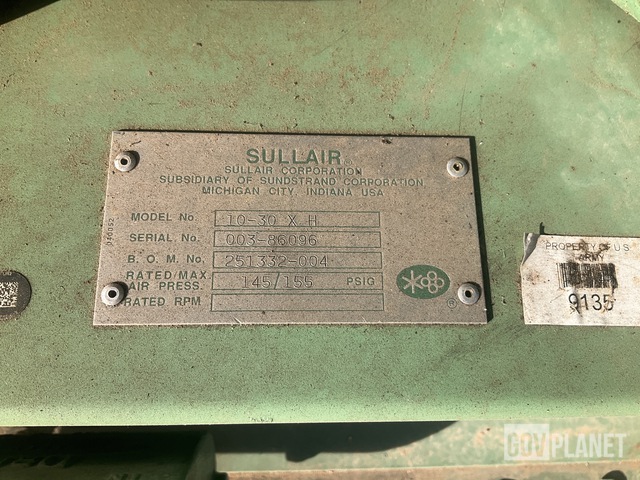 SULLAIR
SULLAIR CORPORATION
SUBSIDIARY OF SUNDSTRAND CORPORATION
MICHIGAN CITY, INDIANA USA
MODEL No. 10-30 X H
SERIAL No. 003-86096
B. O. M. No. 251332-004
RATED/MAX
AIR PRESS. 145/155 PSIG
RATED RPM
®
PROPERTY OF U S
ARMY
9135
GOVPLANET